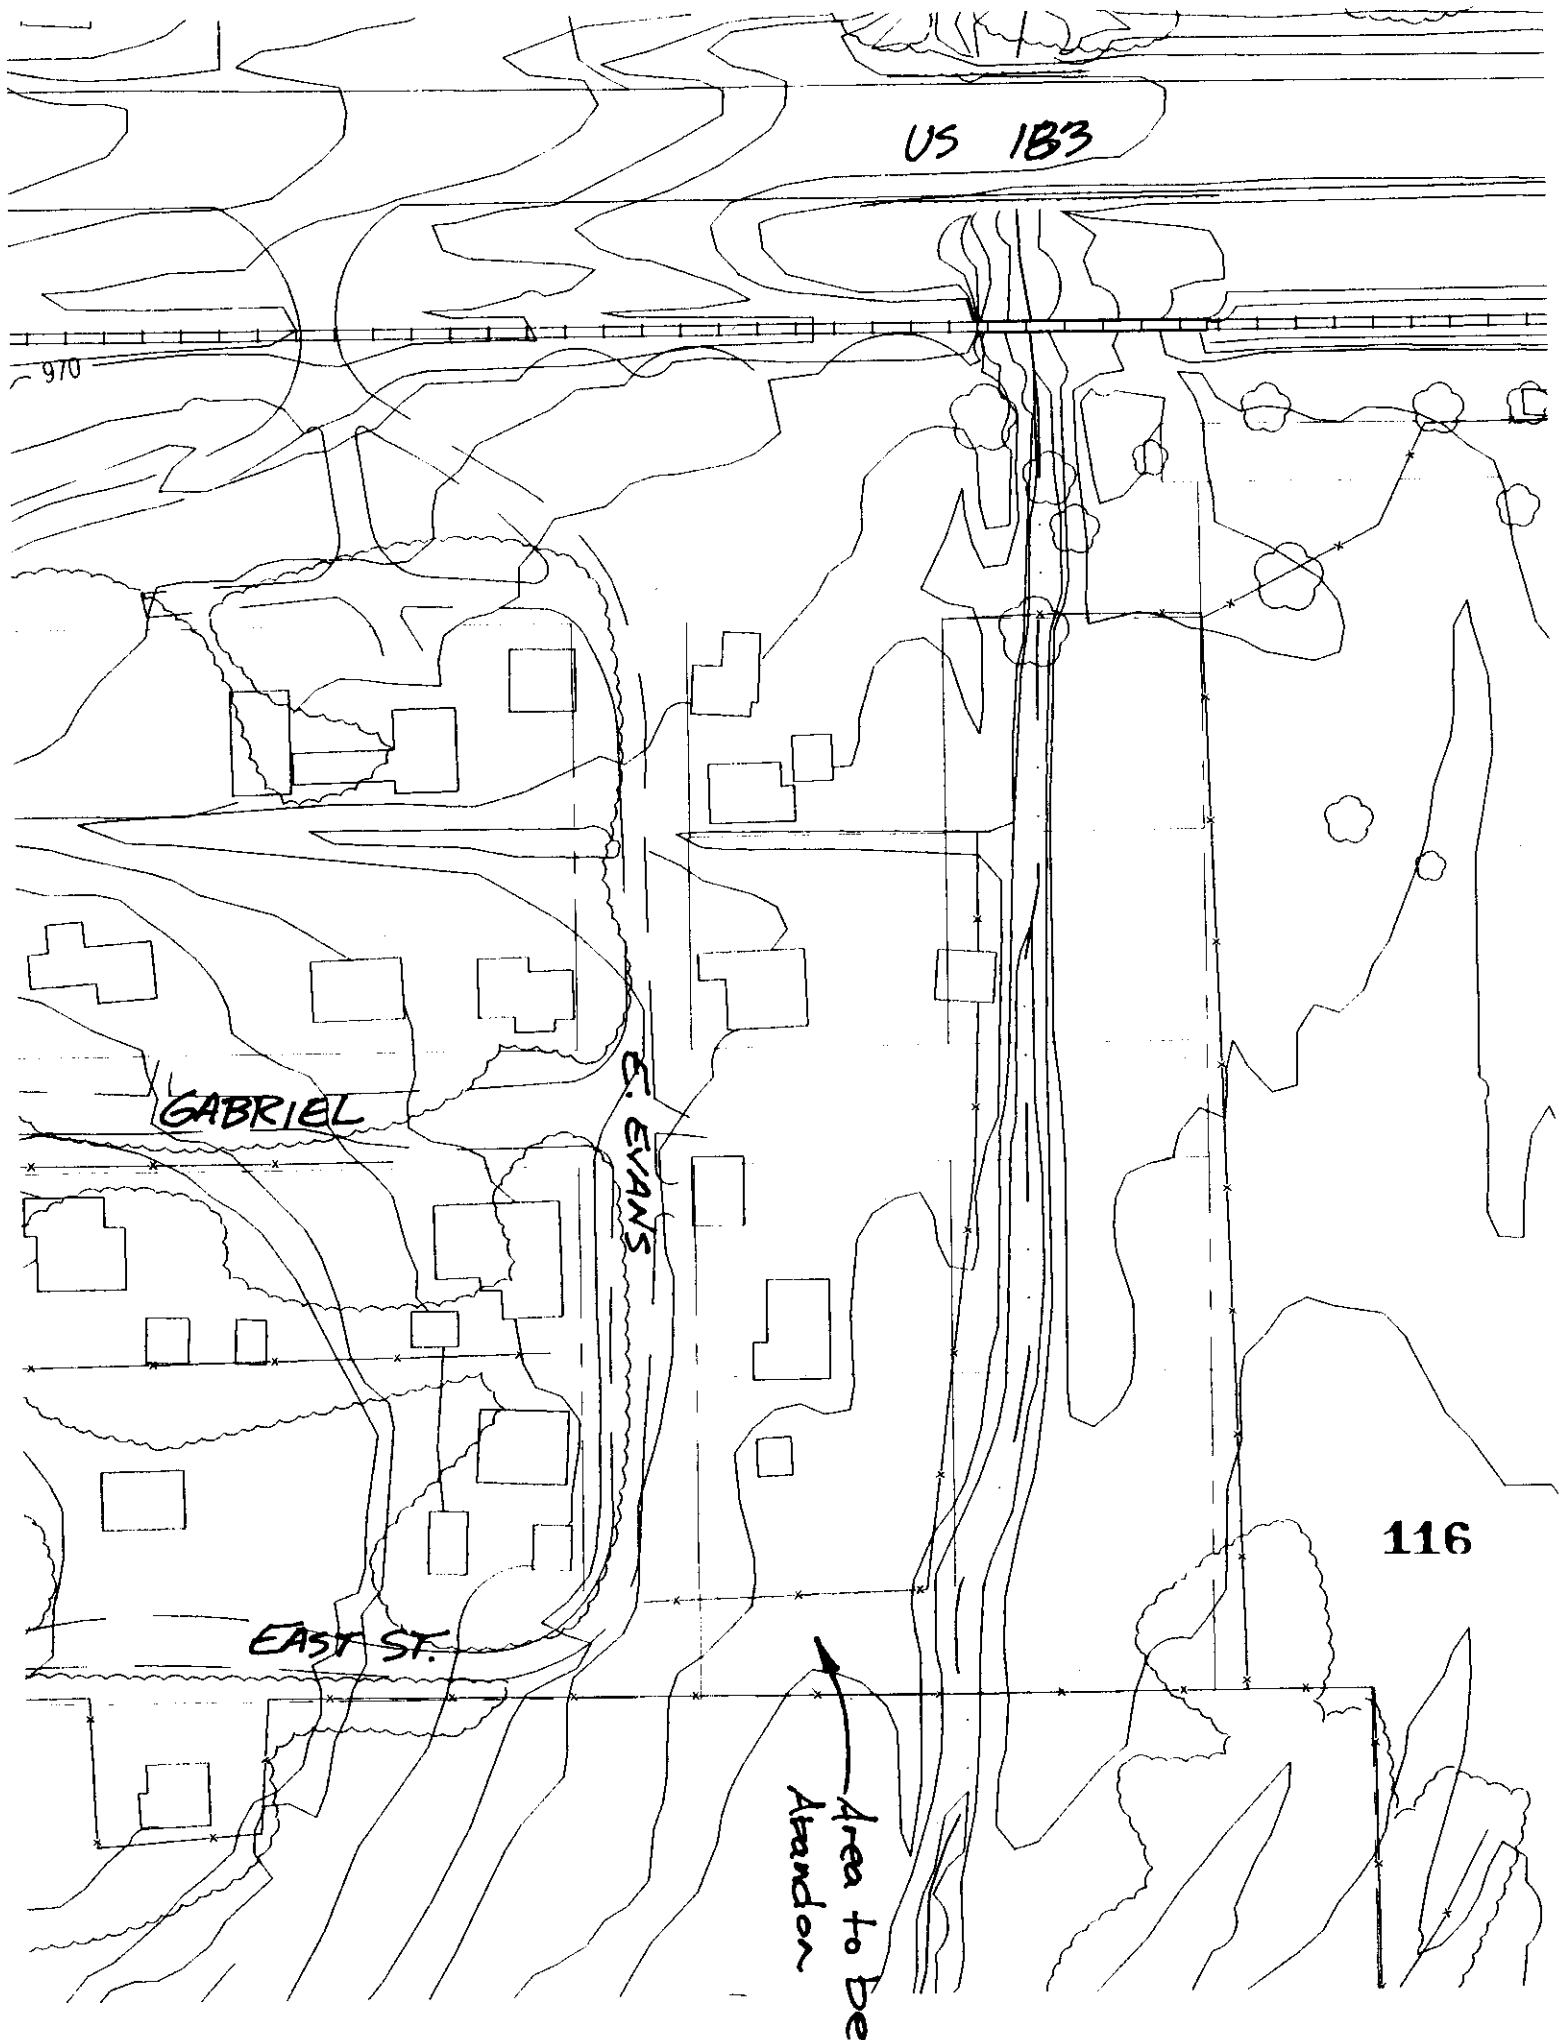 US 183
970
GABRIEL
E. EVANS
116
EAST ST.
Area to be
Abandon